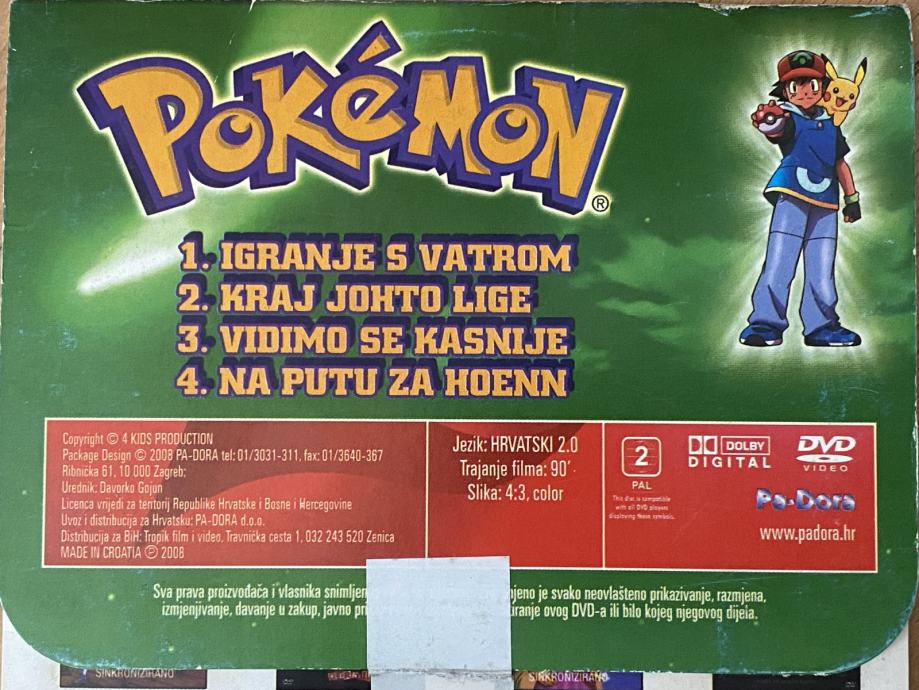 POKéMON®
1. IGRANJE S VATROM
2. KRAJ JOHTO LIGE
3. VIDIMO SE KASNIJE
4. NA PUTU ZA HOENN
Copyright © 4 KIDS PRODUCTION
Package Design © 2008 PA-DORA tel: 01/3031-311, fax: 01/3640-367
Ribnička 61, 10 000 Zagreb;
Urednik: Davorko Gojun
Licenca vrijedi za teritorij Republike Hrvatske i Bosne i Hercegovine
Uvoz i distribucija za Hrvatsku: PA-DORA d.o.o.
Distribucija za BiH: Tropik film i video, Travnička cesta 1, 032 243 520 Zenica
MADE IN CROATIA ℗ 2008
Jezik: HRVATSKI 2.0
Trajanje filma: 90´
Slika: 4:3, color
2
PAL
This disc is compatible
with all DVD players
displaying these symbols.
DOLBY
DIGITAL
DVD
VIDEO
Pa-Dora
www.padora.hr
Sva prava proizvođača i vlasnika snimljen jeno je svako neovlašteno prikazivanje, razmjena,
izmjenjivanje, davanje u zakup, javno pri iranje ovog DVD-a ili bilo kojeg njegovog dijela.
SINKRONIZIRANO SINKRONIZIRANO